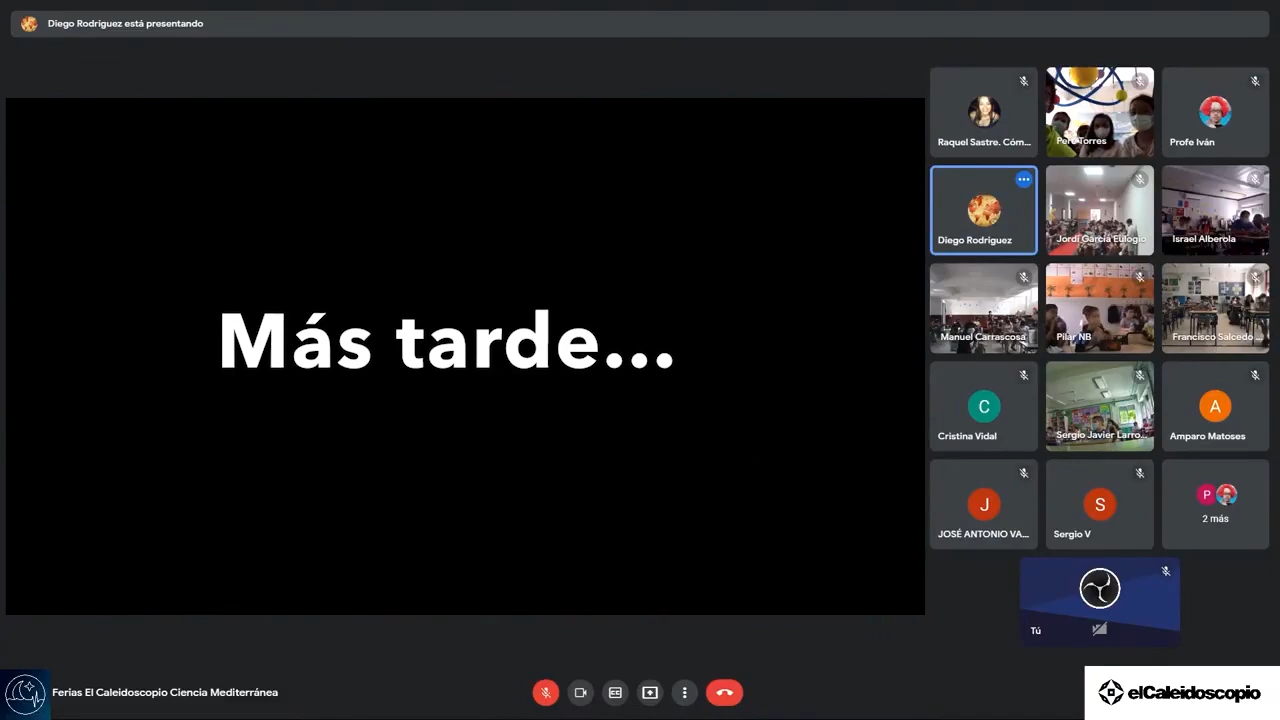 Diego Rodriguez está presentando
Más tarde...
Raquel Sastre. Cóm...
Pere Torres
Profe Iván
Diego Rodriguez
Jordi García Eulogio
Israel Alberola
Manuel Carrascosa
Pilar NB
Francisco Salcedo ...
C
Cristina Vidal
Sergio Javier Larro...
A
Amparo Matoses
J
JOSÉ ANTONIO VA...
S
Sergio V
P
2 más
Tú
Ferias El Caleidoscopio Ciencia Mediterránea
elCaleidoscopio